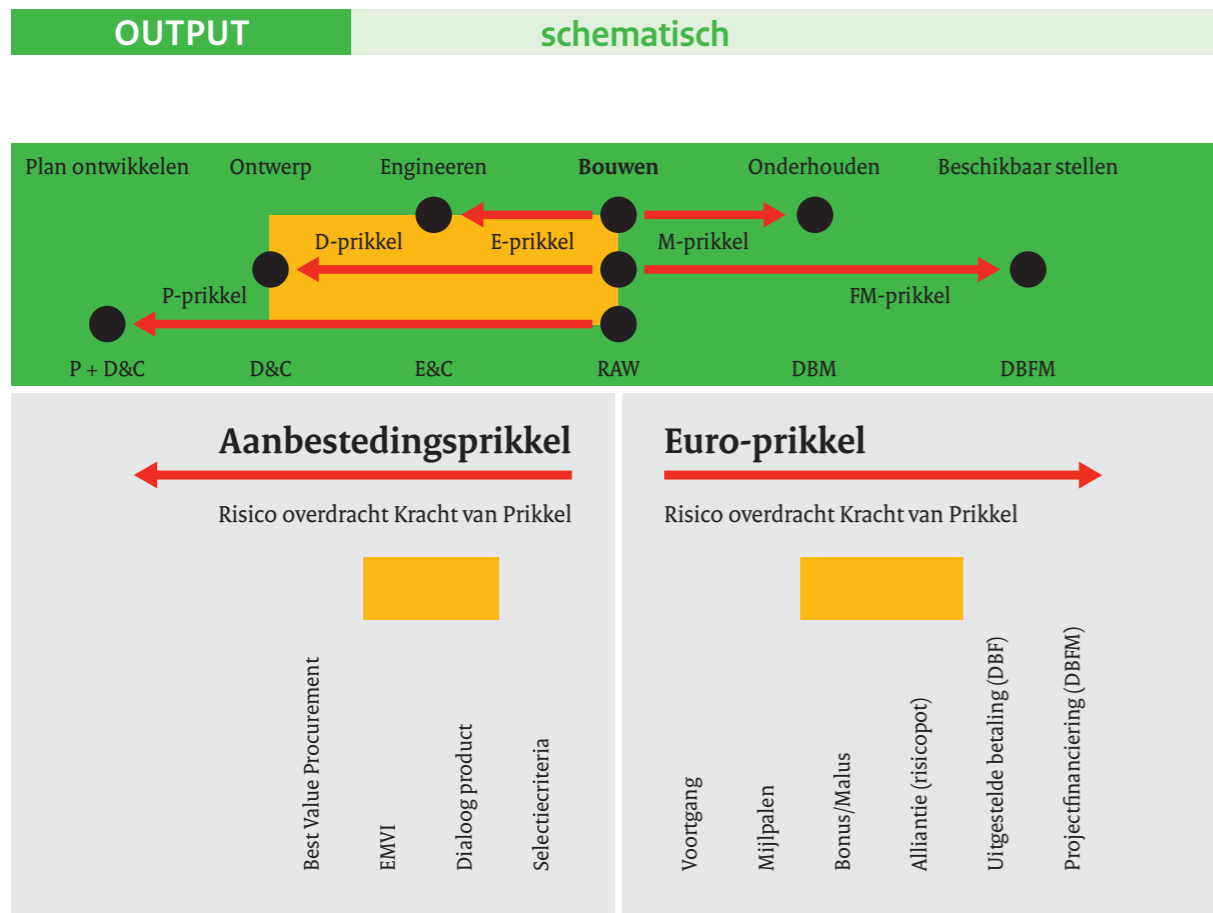 OUTPUT
schematisch
Plan ontwikkelen
Ontwerp
Engineeren
Bouwen
Onderhouden
Beschikbaar stellen
D-prikkel
E-prikkel
M-prikkel
P-prikkel
FM-prikkel
P + D&C
D&C
E&C
RAW
DBM
DBFM
Aanbestedingsprikkel
Risico overdracht Kracht van Prikkel
Best Value Procurement
EMVI
Dialoog product
Selectiecriteria
Euro-prikkel
Risico overdracht Kracht van Prikkel
Voortgang
Mijlpalen
Bonus/Malus
Alliantie (risicopot)
Uitgestelde betaling (DBF)
Projectfinanciering (DBFM)